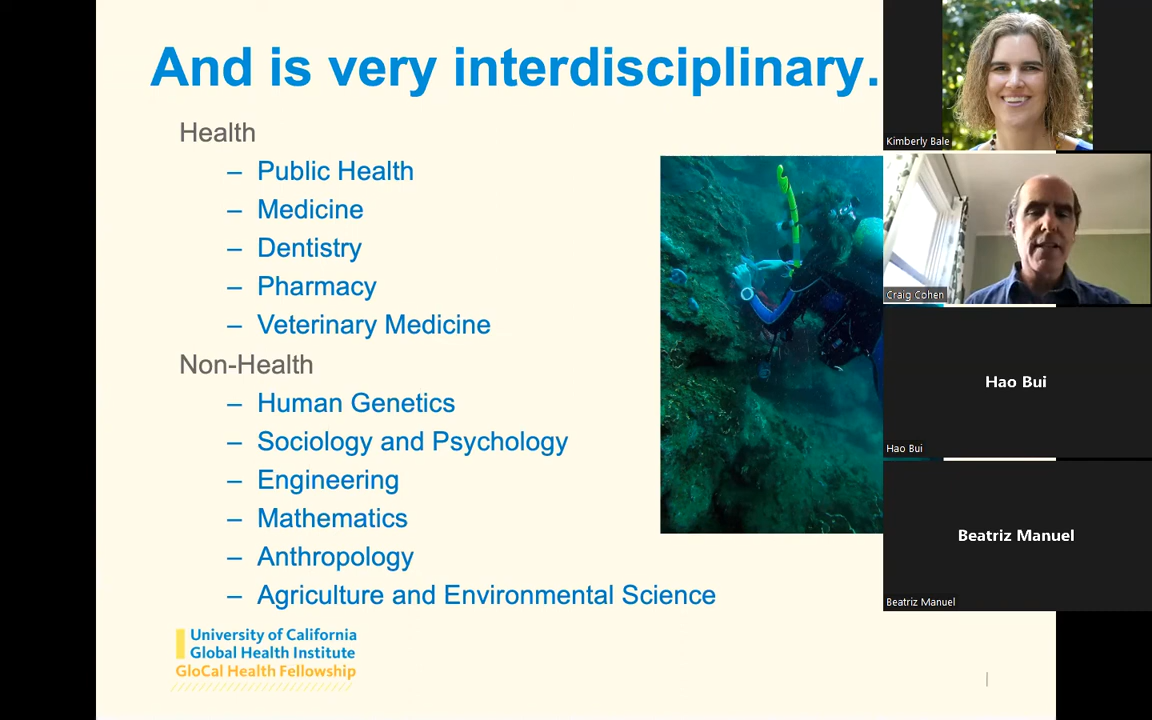 And is very interdisciplinary.
Health
– Public Health
– Medicine
– Dentistry
– Pharmacy
– Veterinary Medicine
Non-Health
– Human Genetics
– Sociology and Psychology
– Engineering
– Mathematics
– Anthropology
– Agriculture and Environmental Science
University of California
Global Health Institute
GloCal Health Fellowship
Kimberly Bale
Craig Cohen
Hao Bui
Hao Bui
Beatriz Manuel
Beatriz Manuel